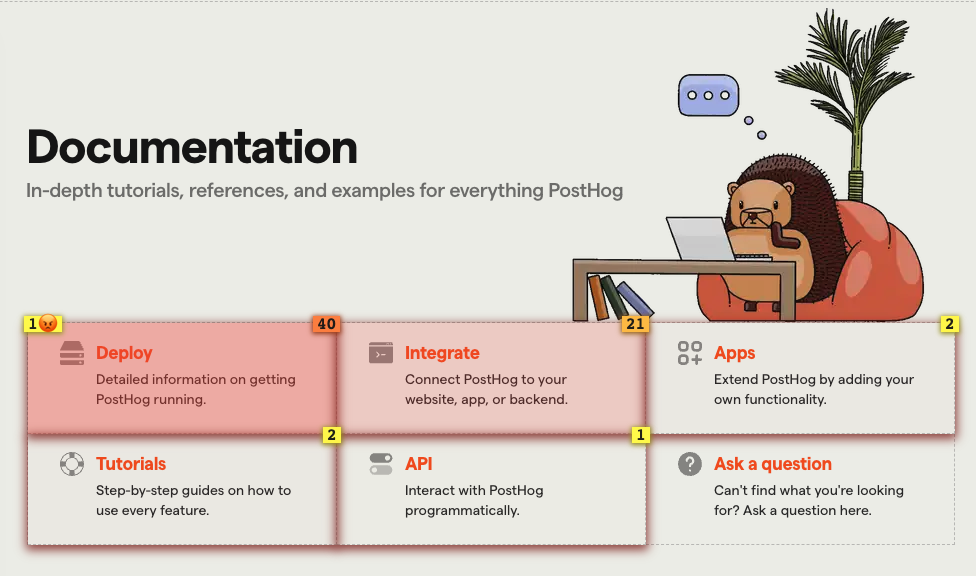 Documentation
In-depth tutorials, references, and examples for everything PostHog
1😡 40 21 2
Deploy
Detailed information on getting
PostHog running.
Integrate
Connect PostHog to your
website, app, or backend.
Apps
Extend PostHog by adding your
own functionality.
2 1
Tutorials
Step-by-step guides on how to
use every feature.
API
Interact with PostHog
programmatically.
Ask a question
Can't find what you're looking
for? Ask a question here.